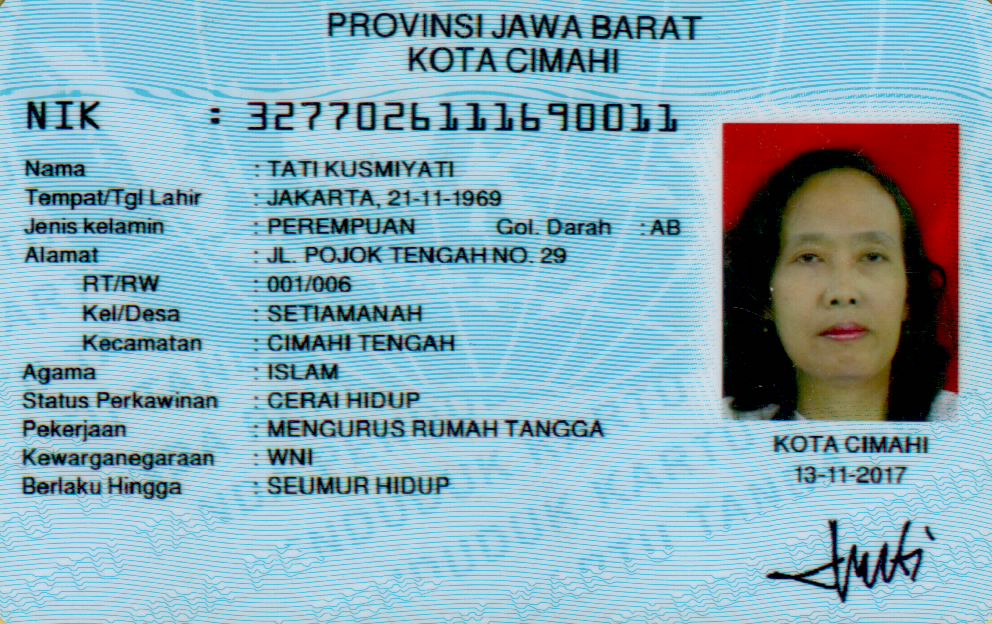 PROVINSI JAWA BARAT
KOTA CIMAHI
NIK : 3277026111690011
Nama : TATI KUSMIYATI
Tempat/Tgl Lahir : JAKARTA, 21-11-1969
Jenis kelamin : PEREMPUAN Gol. Darah : AB
Alamat : JL. POJOK TENGAH NO. 29
RT/RW : 001/006
Kel/Desa : SETIAMANAH
Kecamatan : CIMAHI TENGAH
Agama : ISLAM
Status Perkawinan : CERAI HIDUP
Pekerjaan : MENGURUS RUMAH TANGGA
Kewarganegaraan : WNI
Berlaku Hingga : SEUMUR HIDUP
KOTA CIMAHI
13-11-2017